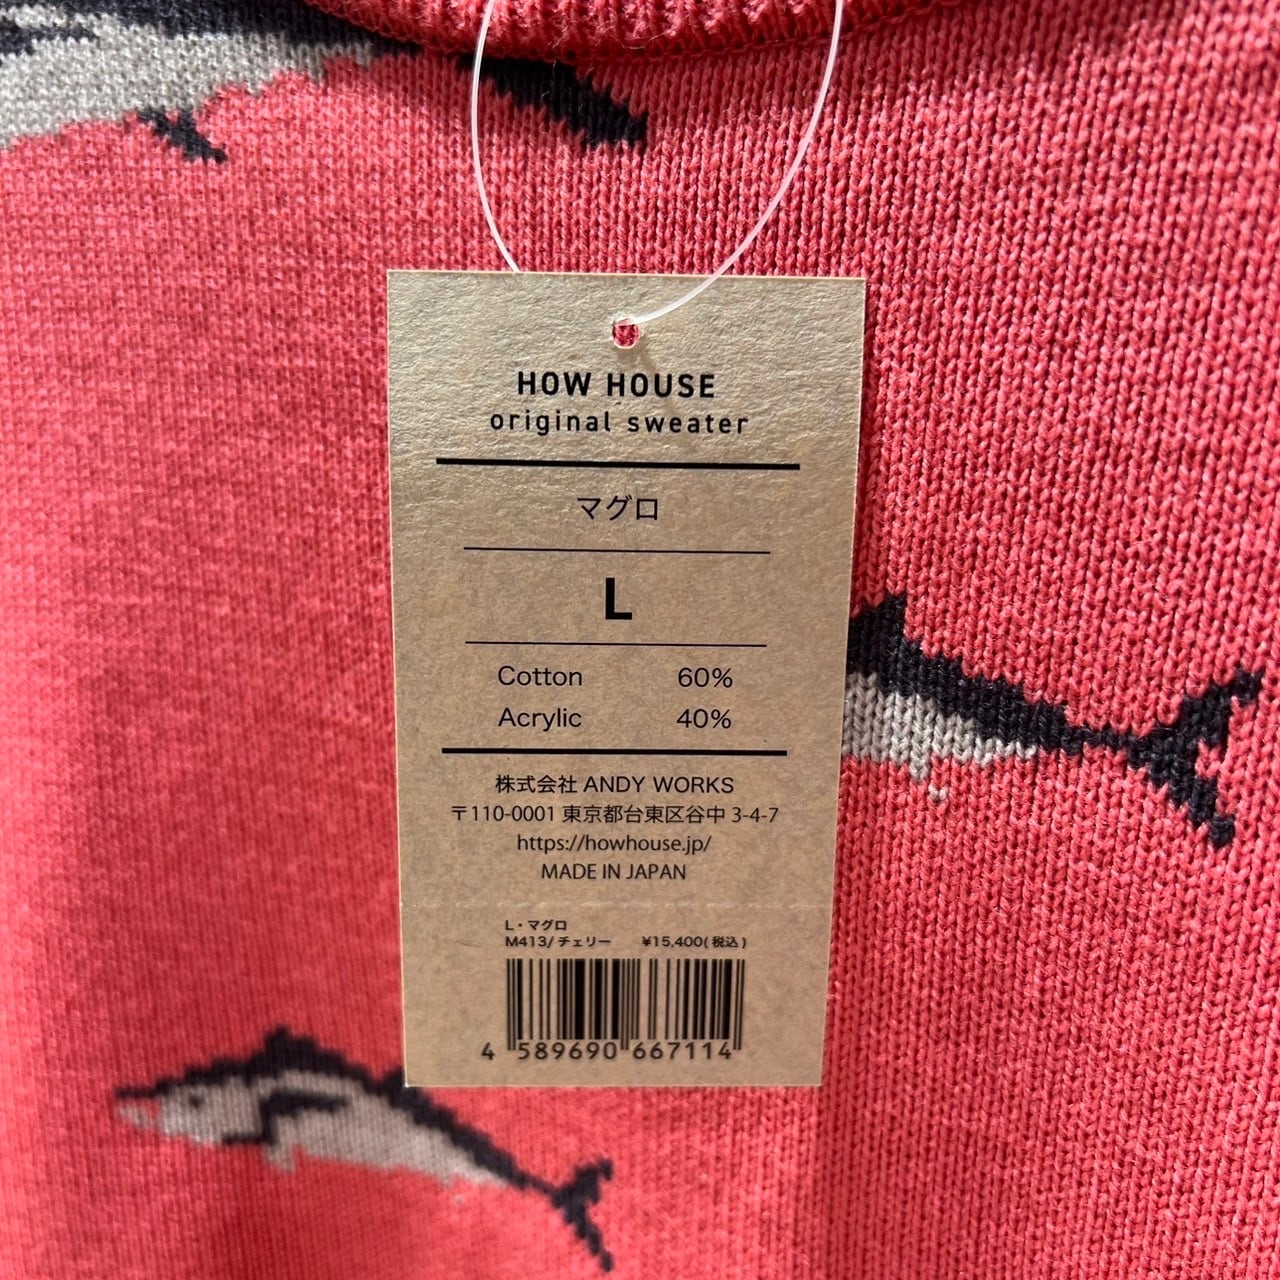 HOW HOUSE
original sweater
マグロ
L
Cotton 60%
Acrylic 40%
株式会社 ANDY WORKS
〒110-0001 東京都台東区谷中 3-4-7
https://howhouse.jp/
MADE IN JAPAN
L・マグロ
M413/チェリー ¥15,400(税込)
4 589690 667114